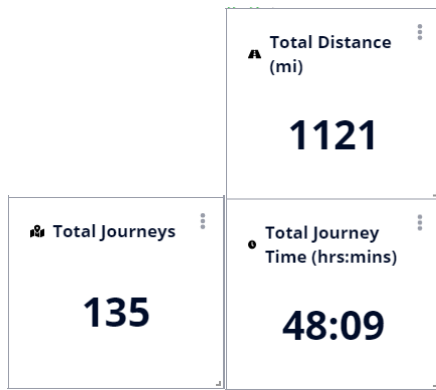 Total Distance
(mi)
1121
Total Journeys
135
Total Journey
Time (hrs:mins)
48:09